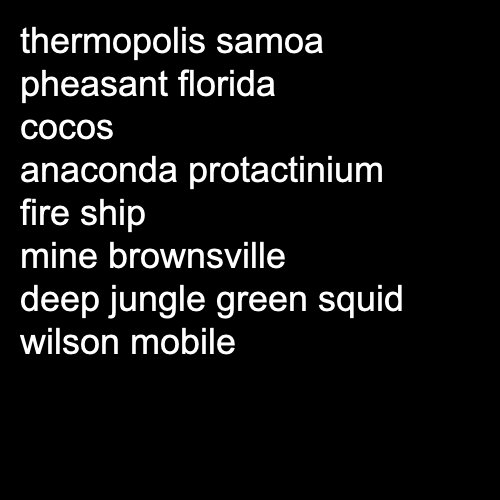 thermopolis samoa
pheasant florida
cocos
anaconda protactinium
fire ship
mine brownsville
deep jungle green squid
wilson mobile